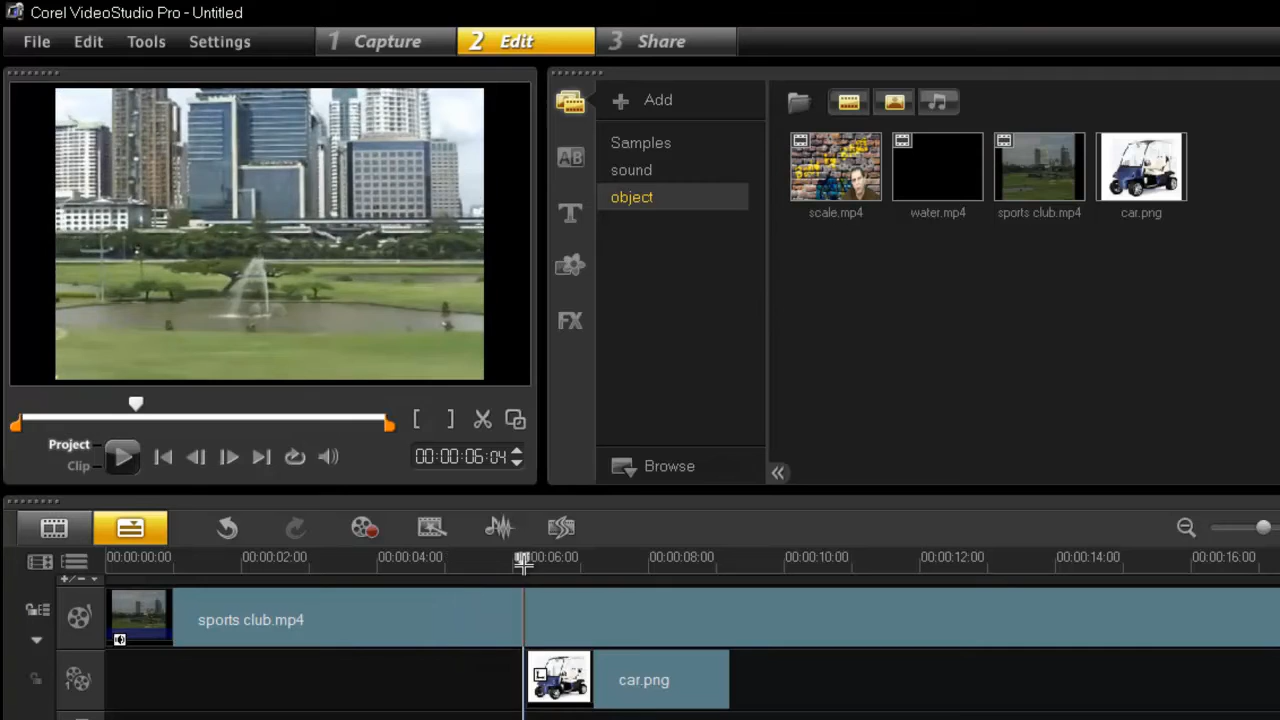 Corel VideoStudio Pro - Untitled
File Edit Tools Settings 1 Capture 2 Edit 3 Share
Add
Samples
sound
object
scale.mp4 water.mp4 sports club.mp4 car.png
AB
T
FX
Project
Clip
00:00:06:04
Browse
00:00:00:00 00:00:02:00 00:00:04:00 00:00:06:00 00:00:08:00 00:00:10:00 00:00:12:00 00:00:14:00 00:00:16:00
sports club.mp4
car.png